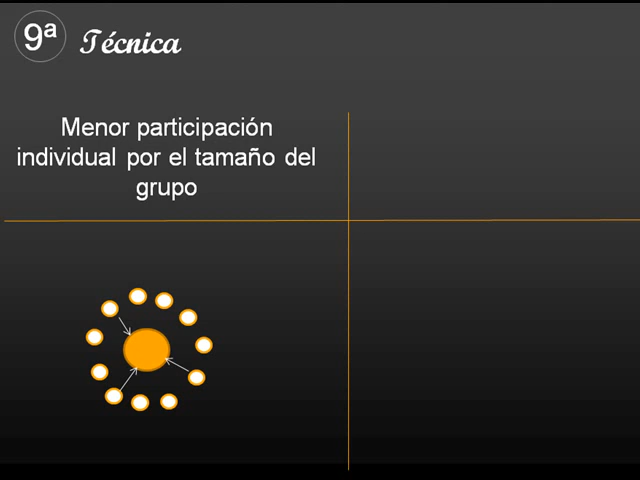 9ª Técnica
Menor participación
individual por el tamaño del
grupo